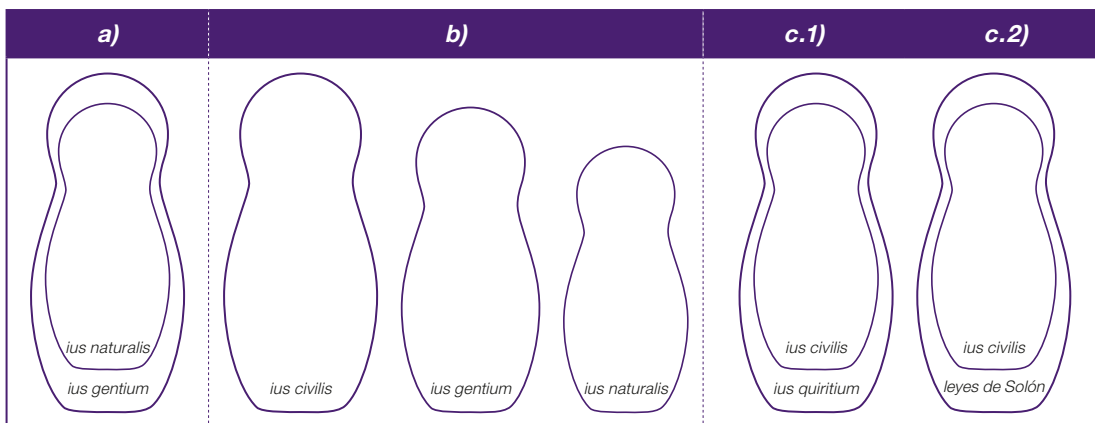 a)
b)
c.1)
c.2)
ius naturalis
ius gentium
ius civilis
ius gentium
ius naturalis
ius civilis
ius quiritium
ius civilis
leyes de Solón